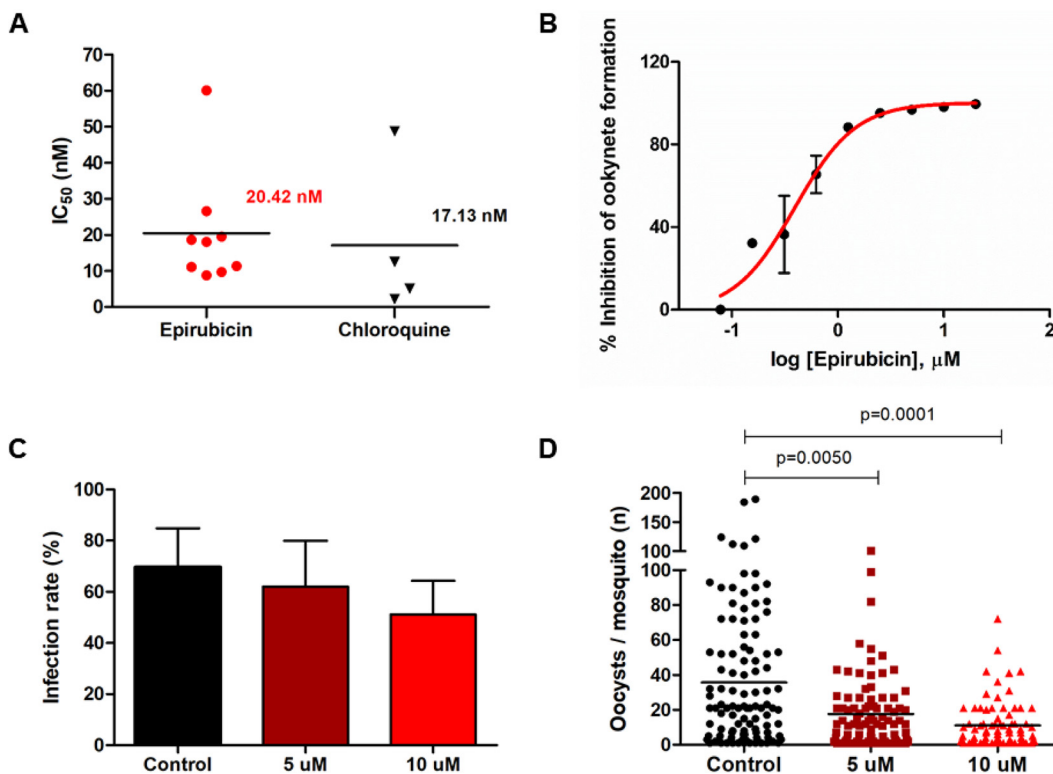 A
70
60
50
40
30
20
10
0
IC50 (nM)
20.42 nM
17.13 nM
Epirubicin
Chloroquine
B
120
80
40
0
% Inhibition of ookynete formation
-1
0
1
2
log [Epirubicin], μM
C
100
80
60
40
20
0
Infection rate (%)
Control
5 uM
10 uM
D
p=0.0001
p=0.0050
200
150
100
100
80
60
40
20
0
Oocysts / mosquito (n)
Control
5 uM
10 uM